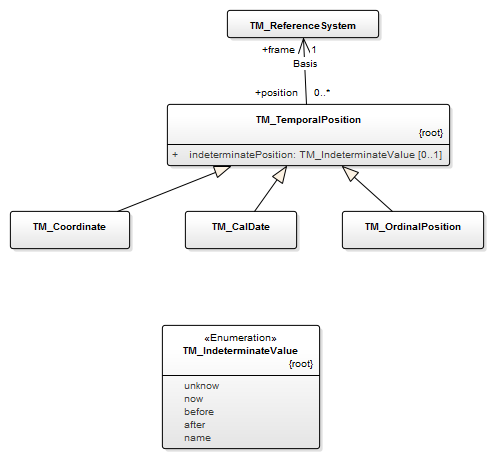 TM_ReferenceSystem
+frame 1
Basis
+position 0..*
TM_TemporalPosition
{root}
+ indeterminatePosition: TM_IndeterminateValue [0..1]
TM_Coordinate
TM_CalDate
TM_OrdinalPosition
«Enumeration»
TM_IndeterminateValue
{root}
unknow
now
before
after
name